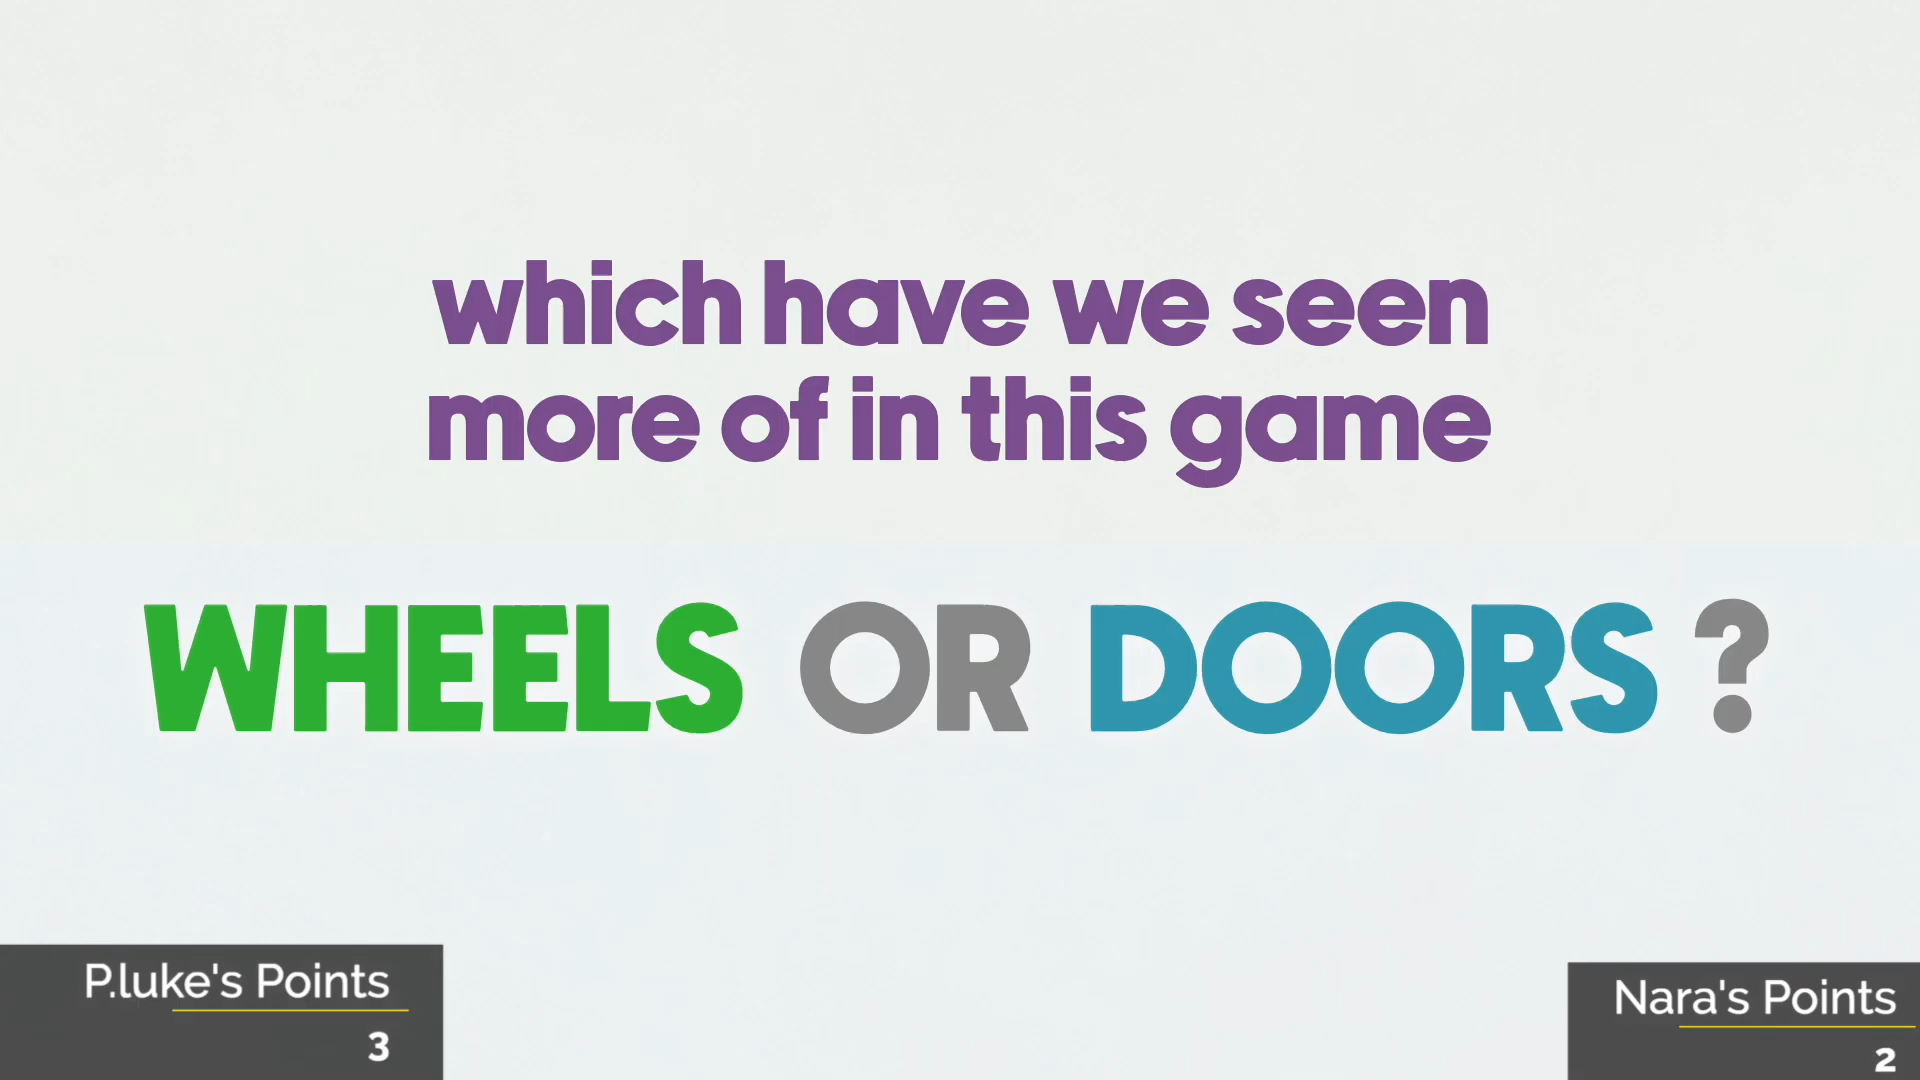 which have we seen
more of in this game
WHEELS OR DOORS ?
P.luke's Points
3
Nara's Points
2